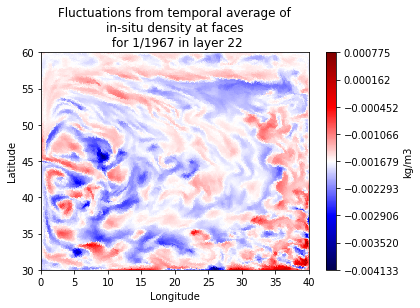 Fluctuations from temporal average of
in-situ density at faces
for 1/1967 in layer 22
60
55
50
45
40
35
30
Latitude
0 5 10 15 20 25 30 35 40
Longitude
0.000775
0.000162
−0.000452
−0.001066
−0.001679
−0.002293
−0.002906
−0.003520
−0.004133
kg/m3